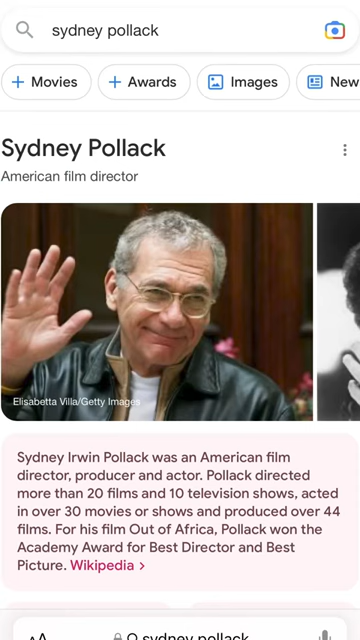 sydney pollack
+ Movies + Awards Images New
Sydney Pollack
American film director
Elisabetta Villa/Getty Images
Sydney Irwin Pollack was an American film
director, producer and actor. Pollack directed
more than 20 films and 10 television shows, acted
in over 30 movies or shows and produced over 44
films. For his film Out of Africa, Pollack won the
Academy Award for Best Director and Best
Picture. Wikipedia >
AA sydney pollack